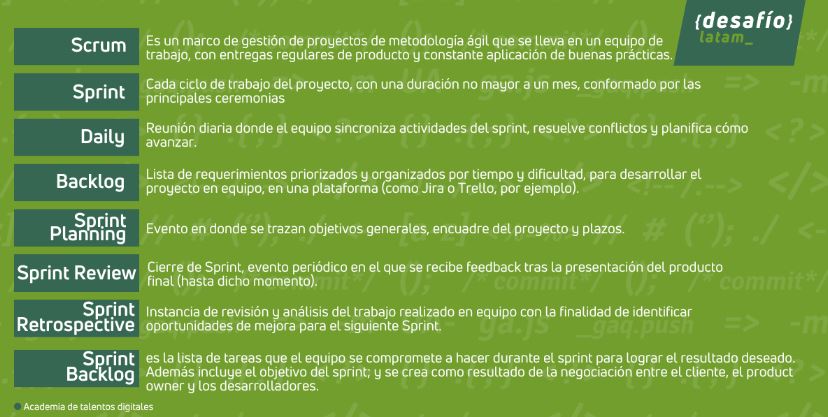 {desafío}
latam_
Scrum
Es un marco de gestión de proyectos de metodología ágil que se lleva en un equipo de
trabajo, con entregas regulares de producto y constante aplicación de buenas prácticas.
Sprint
Cada ciclo de trabajo del proyecto, con una duración no mayor a un mes, conformado por las
principales ceremonias
Daily
Reunión diaria donde el equipo sincroniza actividades del sprint, resuelve conflictos y planifica cómo
avanzar.
Backlog
Lista de requerimientos priorizados y organizados por tiempo y dificultad, para desarrollar el
proyecto en equipo, en una plataforma (como Jira o Trello, por ejemplo).
Sprint
Planning
Evento en donde se trazan objetivos generales, encuadre del proyecto y plazos.
Sprint Review
Cierre de Sprint, evento periódico en el que se recibe feedback tras la presentación del producto
final (hasta dicho momento).
Sprint
Retrospective
Instancia de revisión y análisis del trabajo realizado en equipo con la finalidad de identificar
oportunidades de mejora para el siguiente Sprint.
Sprint
Backlog
es la lista de tareas que el equipo se compromete a hacer durante el sprint para lograr el resultado deseado.
Además incluye el objetivo del sprint; y se crea como resultado de la negociación entre el cliente, el product
owner y los desarrolladores.
Academia de talentos digitales